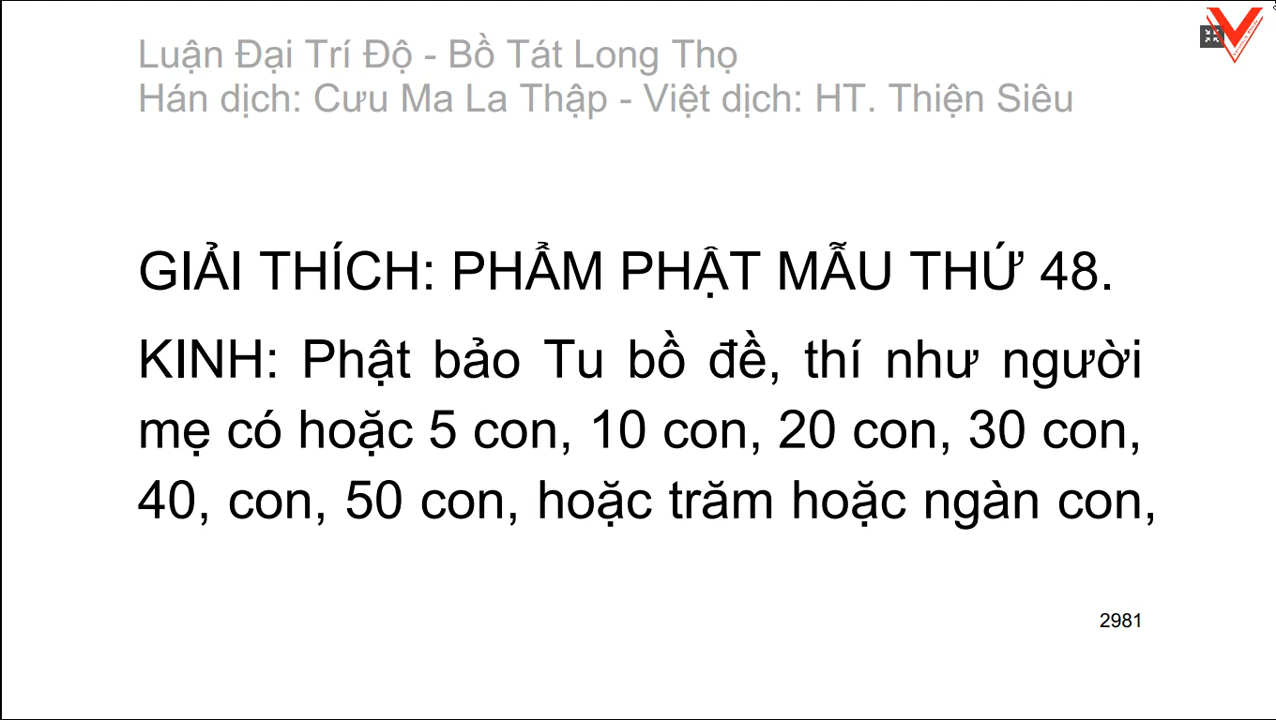 Luận Đại Trí Độ - Bồ Tát Long Thọ
Hán dịch: Cưu Ma La Thập - Việt dịch: HT. Thiện Siêu
GIẢI THÍCH: PHẨM PHẬT MẪU THỨ 48.
KINH: Phật bảo Tu bồ đề, thí như người
mẹ có hoặc 5 con, 10 con, 20 con, 30 con,
40, con, 50 con, hoặc trăm hoặc ngàn con,
2981